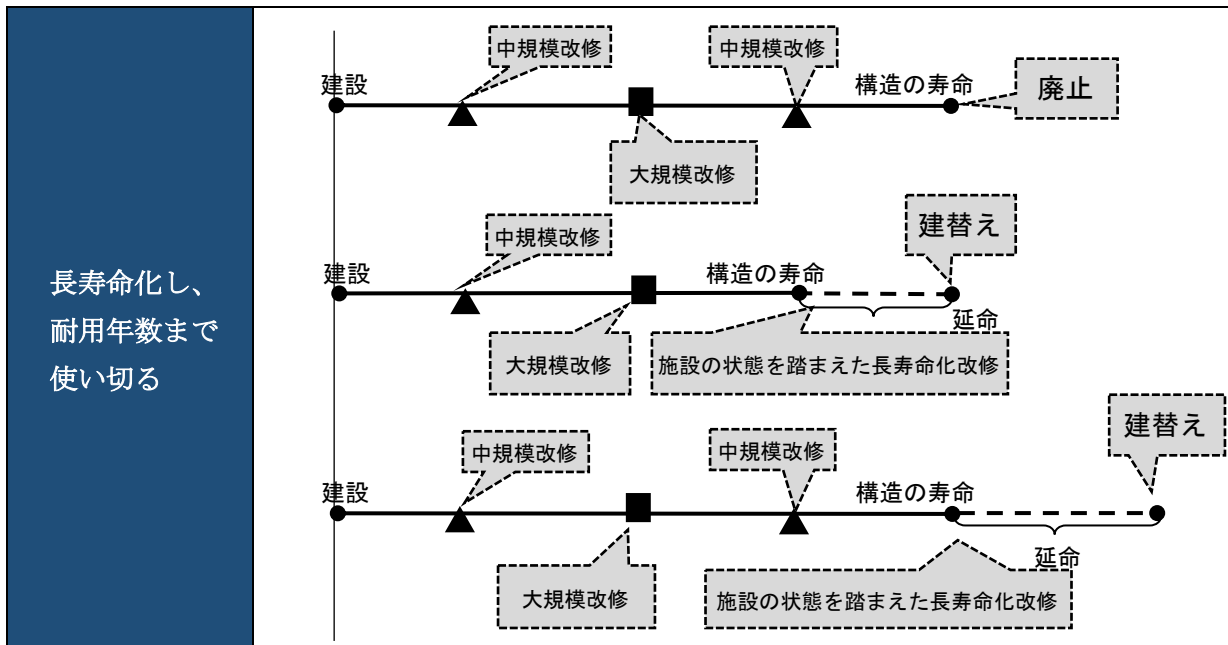 長寿命化し、
耐用年数まで
使い切る
中規模改修
中規模改修
建設
構造の寿命
廃止
大規模改修
中規模改修
建替え
建設
構造の寿命
延命
大規模改修
施設の状態を踏まえた長寿命化改修
建替え
中規模改修
中規模改修
建設
構造の寿命
延命
大規模改修
施設の状態を踏まえた長寿命化改修